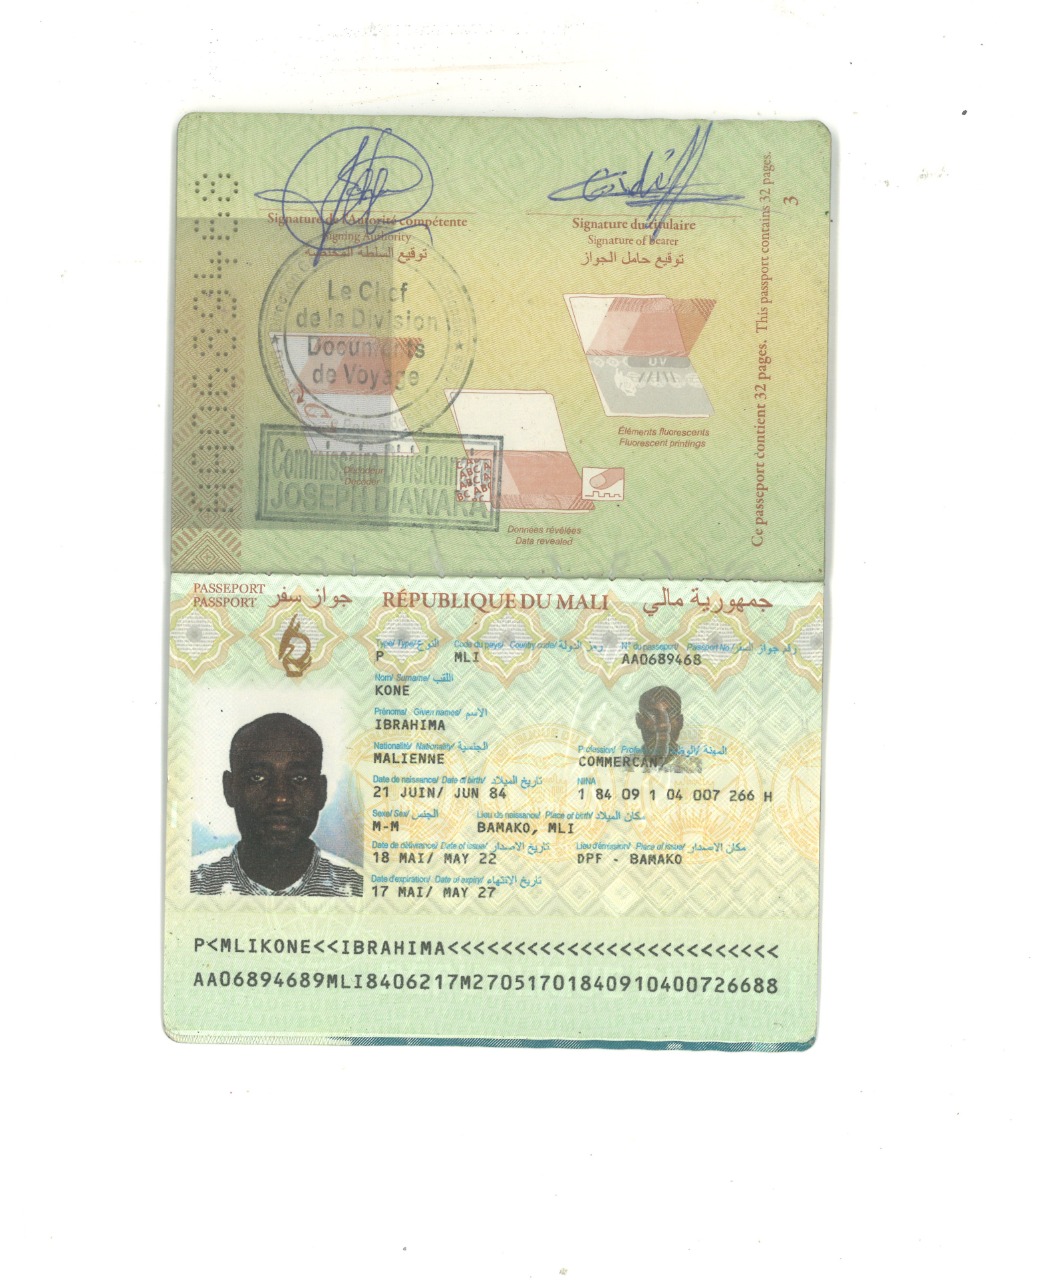 Signature de l'Autorité compétente
Signing Authority
توقيع السلطة المختصة
Signature du titulaire
Signature of Bearer
توقيع حامل الجواز
Le Chef
de la Division
Documents
de Voyage
Commissaire Divisionnaire
JOSEPH DIAWARA
UV
Éléments fluorescents
Fluorescent printings
Décodeur
Decoder
Données révélées
Data revealed
Ce passeport contient 32 pages. This passport contains 32 pages.
3
PASSEPORT
PASSPORT
جواز سفر
RÉPUBLIQUE DU MALI
جمهورية مالي
Type/ Type/ النوع
Code du pays/ Country code/ رمز الدولة
N° du passeport/ Passport No/ رقم جواز السفر
P
MLI
AA0689468
Nom/ Surname/ اللقب
KONE
Prénoms/ Given names/ الاسم
IBRAHIMA
Nationalité/ Nationality/ الجنسية
Profession/ المهنة
MALIENNE
COMMERCANT
Date de naissance/ Date of birth/ تاريخ الميلاد
NINA
21 JUIN/ JUN 84
1 84 09 1 04 007 266 H
Sexe/ Sex/ الجنس
Lieu de naissance/ Place of birth/ مكان الميلاد
M-M
BAMAKO, MLI
Date de délivrance/ Date of issue/ تاريخ الاصدار
Lieu d'émission/ Place of issue/ مكان الاصدار
18 MAI/ MAY 22
DPF - BAMAKO
Date d'expiration/ Date of expiry/ تاريخ الانتهاء
17 MAI/ MAY 27
P<MLIKONE<<IBRAHIMA<<<<<<<<<<<<<<<<<<<<<<<<<
AA06894689MLI8406217M27051701840910400726688